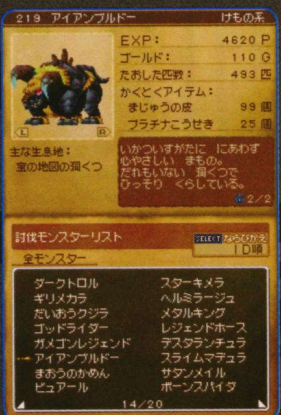 219 アイアンブルドー けもの系
EXP: 4620 P
ゴールド: 110 G
たおした匹数: 493 匹
かくとくアイテム:
まじゅうの皮 99 個
プラチナこうせき 25 個
L R
主な生息地:
宝の地図の洞くつ
いかついすがたに にあわず
心やさしい まもの。
だれもいない 洞くつで
ひっそり くらしている。
2/2
討伐モンスターリスト
SELECT ならびかえ
ID順
全モンスター
ダークトロル スターキメラ
ギリメカラ ヘルミラージュ
だいおうクジラ メタルキング
ゴッドライダー レジェンドホース
ガメゴンレジェンド デスタランチュラ
アイアンブルドー スライムマデュラ
まおうのかめん サタンメイル
ビュアール ボーンスパイダ
14/20